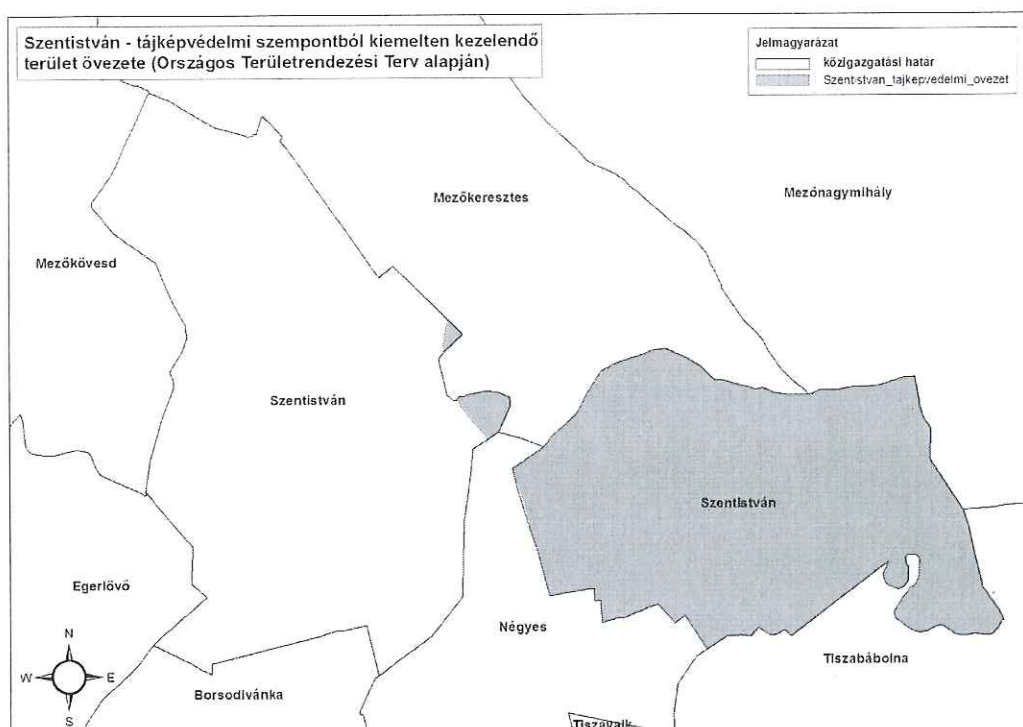 Szentistván - tájképvédelmi szempontból kiemelten kezelendő
terület övezete (Országos Területrendezési Terv alapján)
Jelmagyarázat
közigazgatási határ
Szentistvan_tajkepvedelmi_ovezet
Mezőkeresztes
Mezőnagymihály
Mezőkövesd
Szentistván
Szentistván
Egerlövő
Négyes
Tiszabábolna
Borsodivánka
Tiszavalk
N
W
E
S